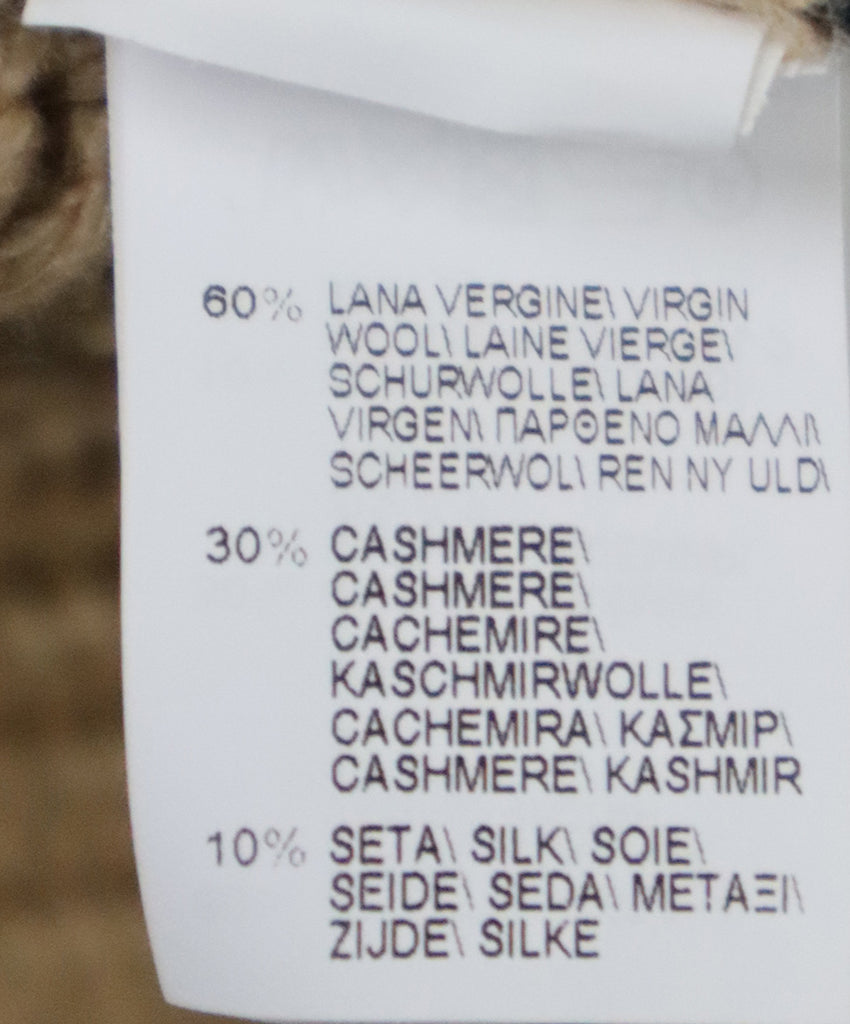 60% LANA VERGINE\ VIRGIN
WOOL\ LAINE VIERGE\
SCHURWOLLE\ LANA
VIRGEN\ ΠΑΡΘΕΝΟ ΜΑΛΛΙ\
SCHEERWOL\ REN NY ULD\
30% CASHMERE\
CASHMERE\
CACHEMIRE\
KASCHMIRWOLLE\
CACHEMIRA\ ΚΑΣΜΙΡ\
CASHMERE\ KASHMIR
10% SETA\ SILK\ SOIE\
SEIDE\ SEDA\ ΜΕΤΑΞΙ\
ZIJDE\ SILKE